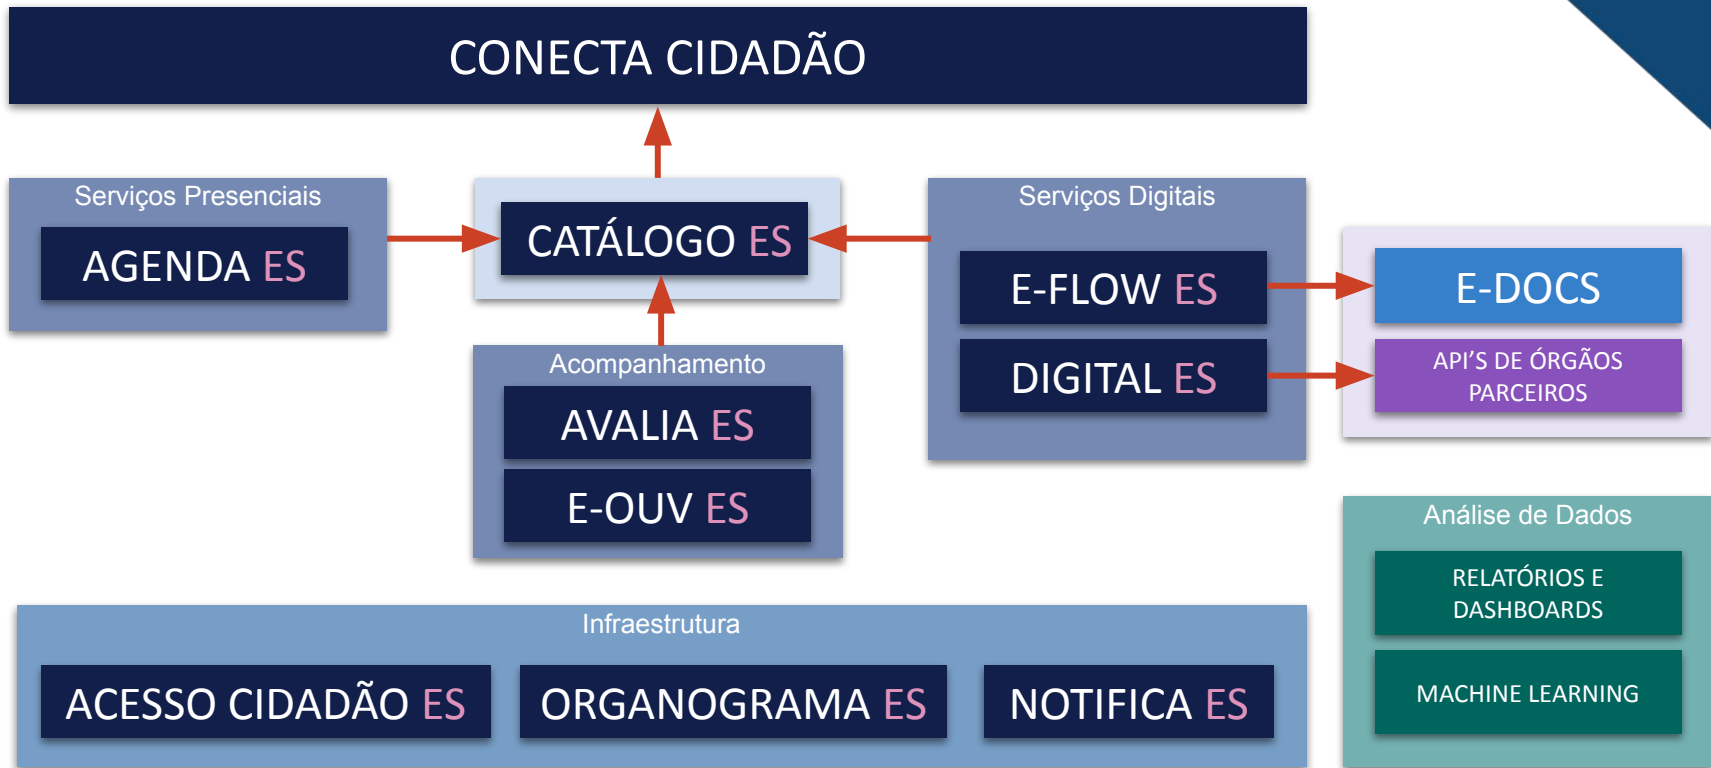 CONECTA CIDADÃO
Serviços Presenciais
AGENDA ES
CATÁLOGO ES
Serviços Digitais
E-FLOW ES
DIGITAL ES
E-DOCS
API'S DE ÓRGÃOS
PARCEIROS
Acompanhamento
AVALIA ES
E-OUV ES
Análise de Dados
RELATÓRIOS E
DASHBOARDS
MACHINE LEARNING
Infraestrutura
ACESSO CIDADÃO ES
ORGANOGRAMA ES
NOTIFICA ES